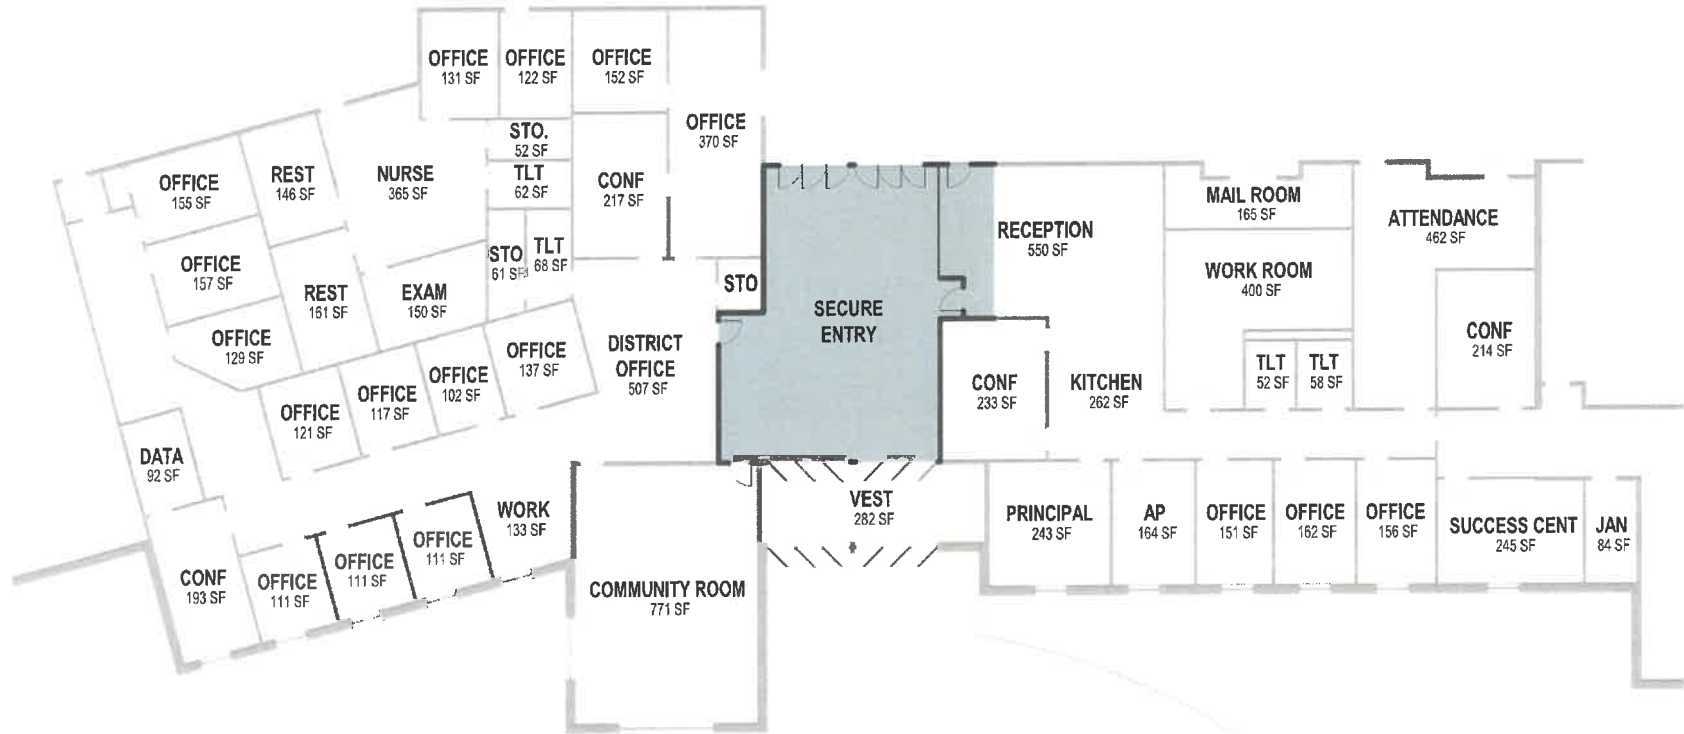 OFFICE
131 SF
OFFICE
122 SF
OFFICE
152 SF
OFFICE
370 SF
STO.
52 SF
TLT
62 SF
CONF
217 SF
NURSE
365 SF
REST
146 SF
OFFICE
155 SF
OFFICE
157 SF
REST
161 SF
EXAM
150 SF
STO
61 SF
TLT
68 SF
STO
OFFICE
129 SF
OFFICE
137 SF
OFFICE
102 SF
OFFICE
117 SF
OFFICE
121 SF
DISTRICT
OFFICE
507 SF
DATA
92 SF
CONF
193 SF
OFFICE
111 SF
OFFICE
111 SF
OFFICE
111 SF
WORK
133 SF
COMMUNITY ROOM
771 SF
SECURE
ENTRY
VEST
282 SF
RECEPTION
550 SF
CONF
233 SF
KITCHEN
262 SF
MAIL ROOM
165 SF
WORK ROOM
400 SF
TLT
52 SF
TLT
58 SF
ATTENDANCE
462 SF
CONF
214 SF
PRINCIPAL
243 SF
AP
164 SF
OFFICE
151 SF
OFFICE
162 SF
OFFICE
156 SF
SUCCESS CENT
245 SF
JAN
84 SF